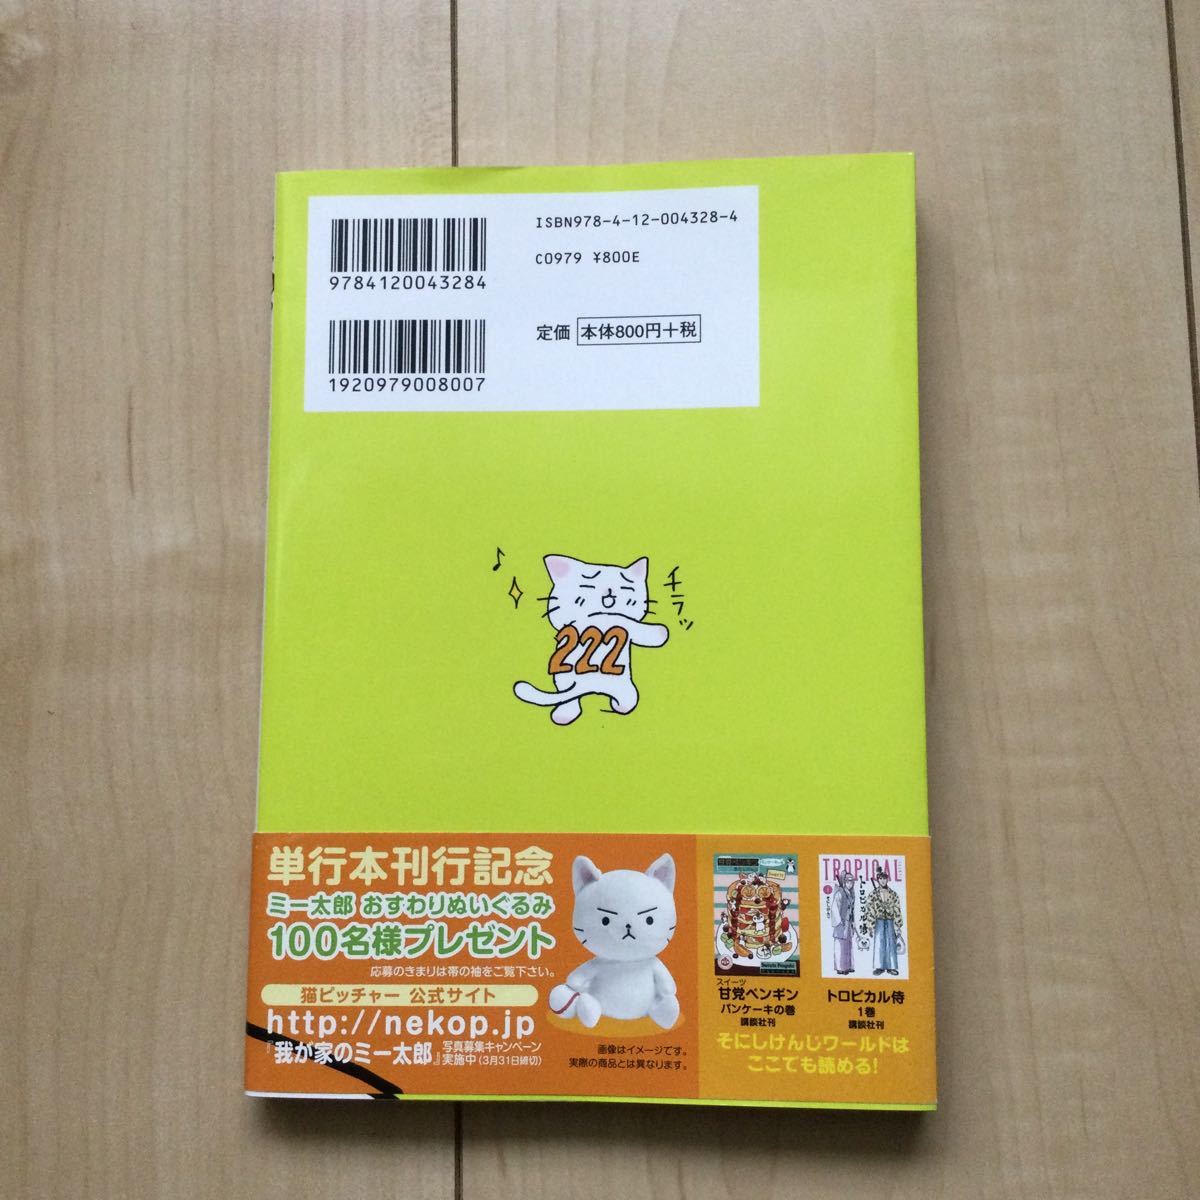 ISBN978-4-12-004328-4
C0979 ¥800E
9784120043284
定価 本体800円+税
1920979008007
チラッ
222
単行本刊行記念
ミー太郎 おすわりぬいぐるみ
100名様プレゼント
応募のきまりは帯の袖をご覧下さい。
猫ピッチャー 公式サイト
http://nekop.jp
『我が家のミー太郎』写真募集キャンペーン
実施中(3月31日締切)
画像はイメージです。
実際の商品とは異なります。
TROPICAL
トロピカル侍
スイーツ
甘党ペンギン
パンケーキの巻
講談社刊
トロピカル侍
1巻
講談社刊
そにしけんじワールドは
ここでも読める!